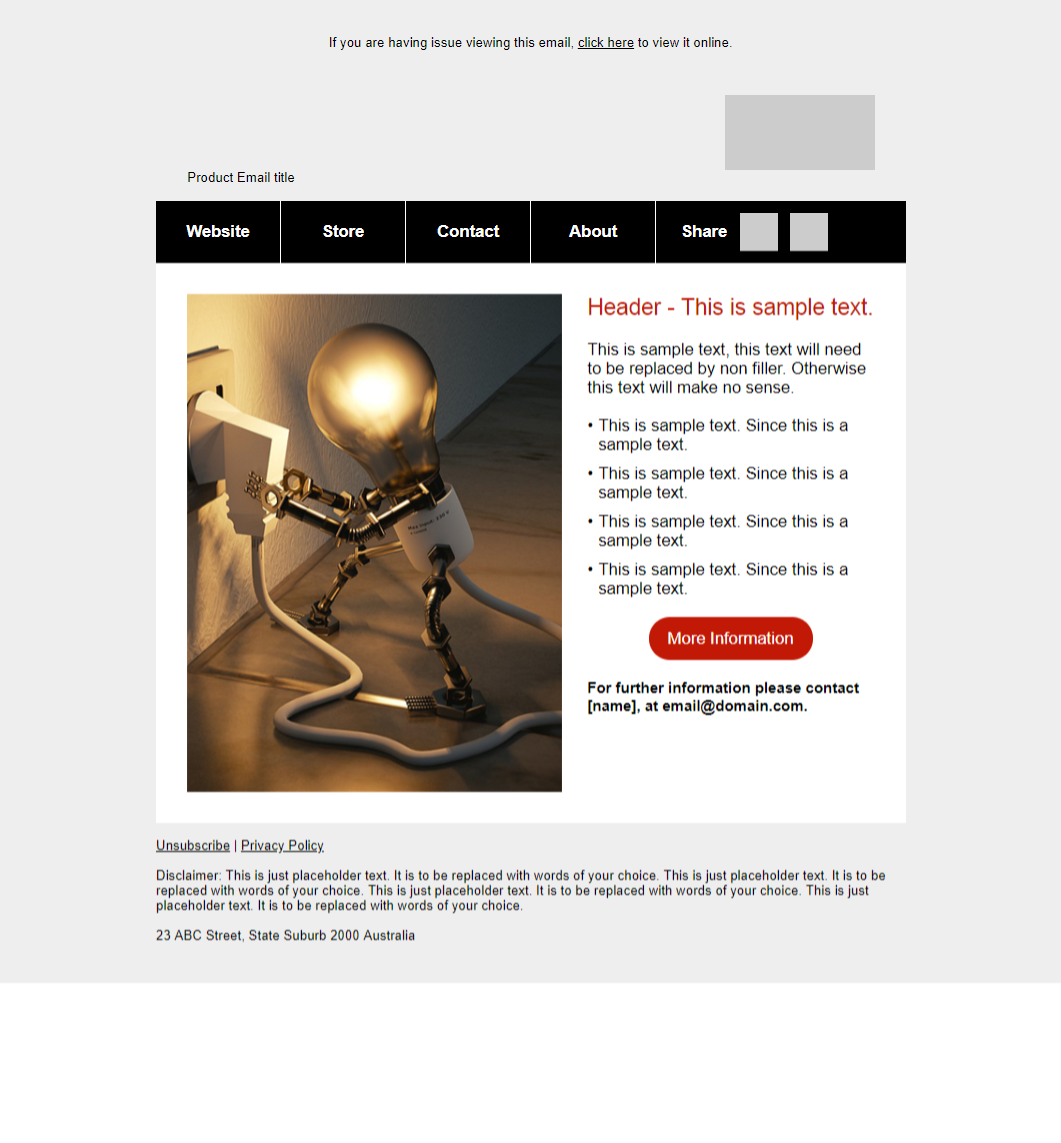 If you are having issue viewing this email, click here to view it online.
Product Email title
Website
Store
Contact
About
Share
Header - This is sample text.
This is sample text, this text will need
to be replaced by non filler. Otherwise
this text will make no sense.
• This is sample text. Since this is a
sample text.
• This is sample text. Since this is a
sample text.
• This is sample text. Since this is a
sample text.
• This is sample text. Since this is a
sample text.
More Information
For further information please contact
[name], at email@domain.com.
Unsubscribe | Privacy Policy
Disclaimer: This is just placeholder text. It is to be replaced with words of your choice. This is just placeholder text. It is to be
replaced with words of your choice. This is just placeholder text. It is to be replaced with words of your choice. This is just
placeholder text. It is to be replaced with words of your choice.
23 ABC Street, State Suburb 2000 Australia